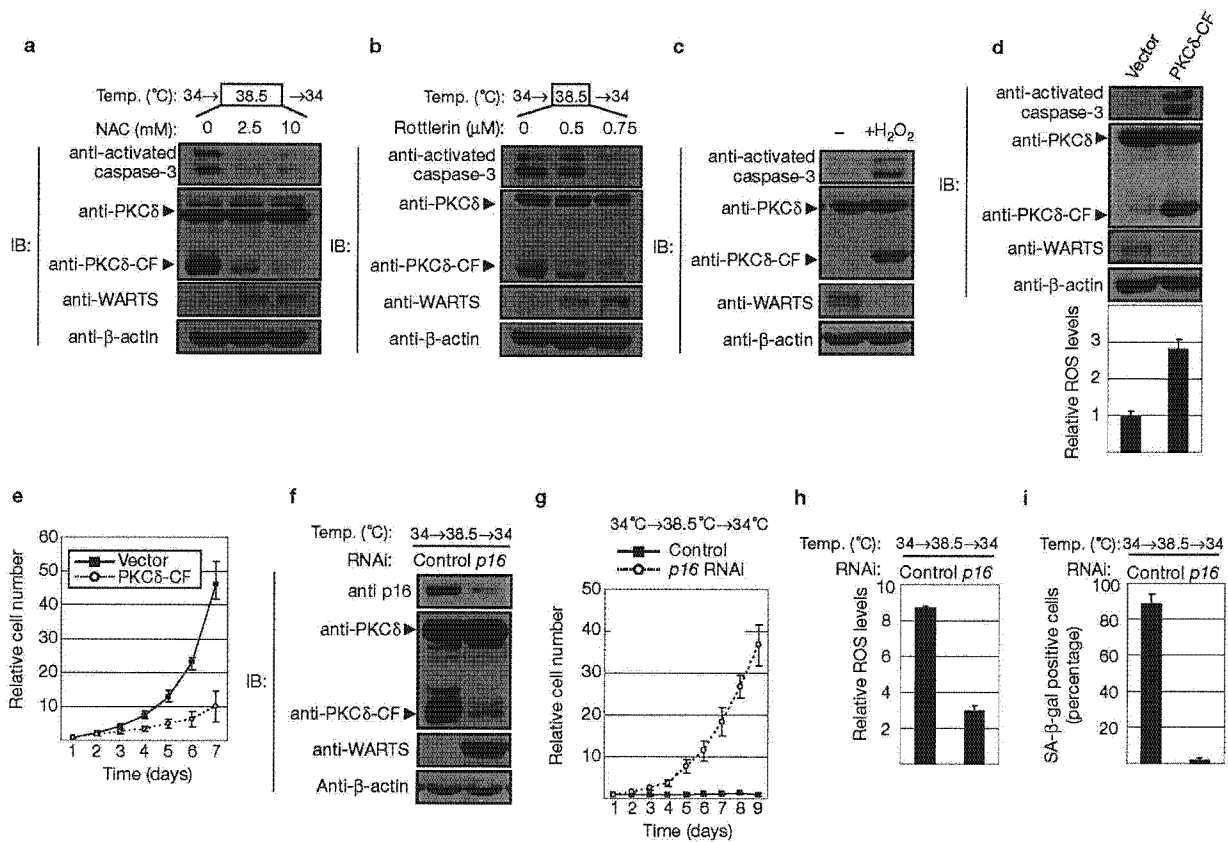 a
Temp. (°C): 34→ 38.5 →34
NAC (mM): 0 2.5 10
IB:
anti-activated
caspase-3
anti-PKCδ
anti-PKCδ-CF
anti-WARTS
anti-β-actin
b
Temp. (°C): 34→ 38.5 →34
Rottlerin (μM): 0 0.5 0.75
IB:
anti-activated
caspase-3
anti-PKCδ
anti-PKCδ-CF
anti-WARTS
anti-β-actin
c
– +H2O2
IB:
anti-activated
caspase-3
anti-PKCδ
anti-PKCδ-CF
anti-WARTS
anti-β-actin
d
Vector
PKCδ-CF
IB:
anti-activated
caspase-3
anti-PKCδ
anti-PKCδ-CF
anti-WARTS
anti-β-actin
Relative ROS levels
3
2
1
e
Relative cell number
60
50
40
30
20
10
Vector
PKCδ-CF
1 2 3 4 5 6 7
Time (days)
f
Temp. (°C): 34→38.5→34
RNAi: Control p16
IB:
anti p16
anti-PKCδ
anti-PKCδ-CF
anti-WARTS
Anti-β-actin
g
34°C→38.5°C→34°C
Control
p16 RNAi
Relative cell number
50
40
30
20
10
1 2 3 4 5 6 7 8 9
Time (days)
h
Temp. (°C): 34→38.5→34
RNAi: Control p16
Relative ROS levels
10
8
6
4
2
i
Temp. (°C): 34→38.5→34
RNAi: Control p16
SA-β-gal positive cells
(percentage)
100
80
60
40
20